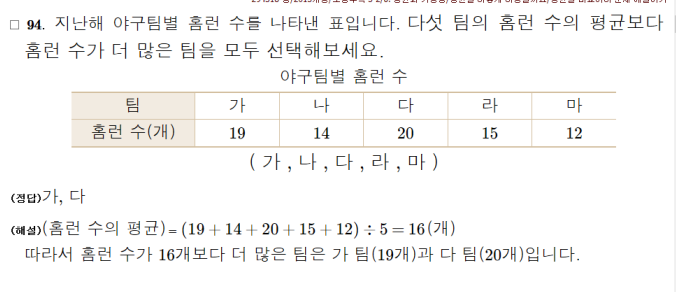 □ 94. 지난해 야구팀별 홈런 수를 나타낸 표입니다. 다섯 팀의 홈런 수의 평균보다
홈런 수가 더 많은 팀을 모두 선택해보세요.
야구팀별 홈런 수
팀 가 나 다 라 마
홈런 수(개) 19 14 20 15 12
( 가 , 나 , 다 , 라 , 마 )
(정답)가, 다
(해설)(홈런 수의 평균) = (19 + 14 + 20 + 15 + 12) ÷ 5 = 16(개)
따라서 홈런 수가 16개보다 더 많은 팀은 가 팀(19개)과 다 팀(20개)입니다.